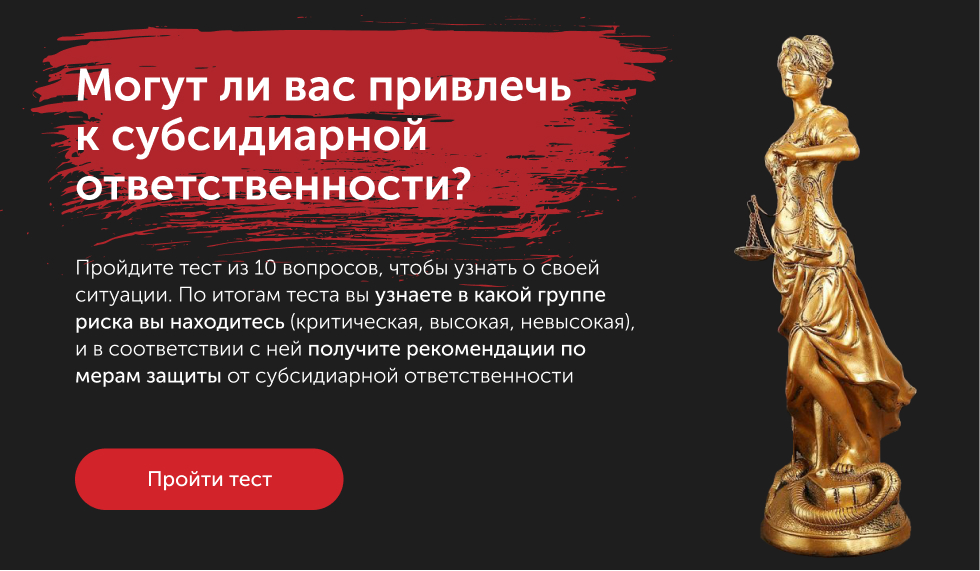 Могут ли вас привлечь
к субсидиарной
ответственности?
Пройдите тест из 10 вопросов, чтобы узнать о своей
ситуации. По итогам теста вы узнаете в какой группе
риска вы находитесь (критическая, высокая, невысокая),
и в соответствии с ней получите рекомендации по
мерам защиты от субсидиарной ответственности
Пройти тест